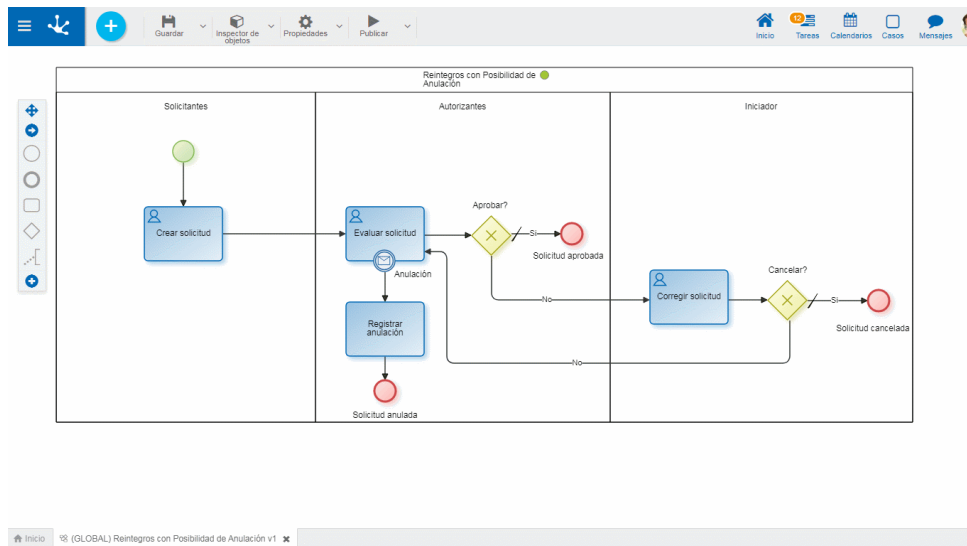 Guardar
Inspector de
objetos
Propiedades
Publicar
Inicio
12
Tareas
Calendarios
Casos
Mensajes
Reintegros con Posibilidad de
Anulación
Solicitantes
Autorizantes
Iniciador
Crear solicitud
Evaluar solicitud
Aprobar?
Si
Solicitud aprobada
Anulación
No
Corregir solicitud
Cancelar?
Si
Solicitud cancelada
Registrar
anulación
No
Solicitud anulada
Inicio
(GLOBAL) Reintegros con Posibilidad de Anulación v1